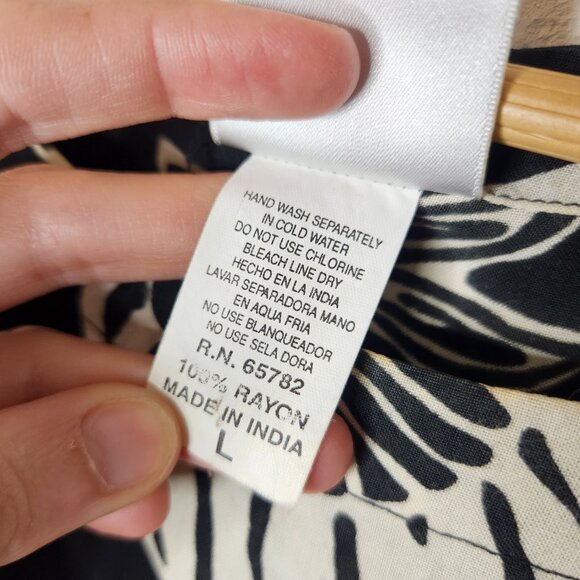 HAND WASH SEPARATELY
IN COLD WATER
DO NOT USE CHLORINE
BLEACH LINE DRY
HECHO EN LA INDIA
LAVAR SEPARADORA MANO
EN AQUA FRIA
NO USE BLANQUEADOR
NO USE SELA DORA
R.N. 65782
100% RAYON
MADE IN INDIA
L